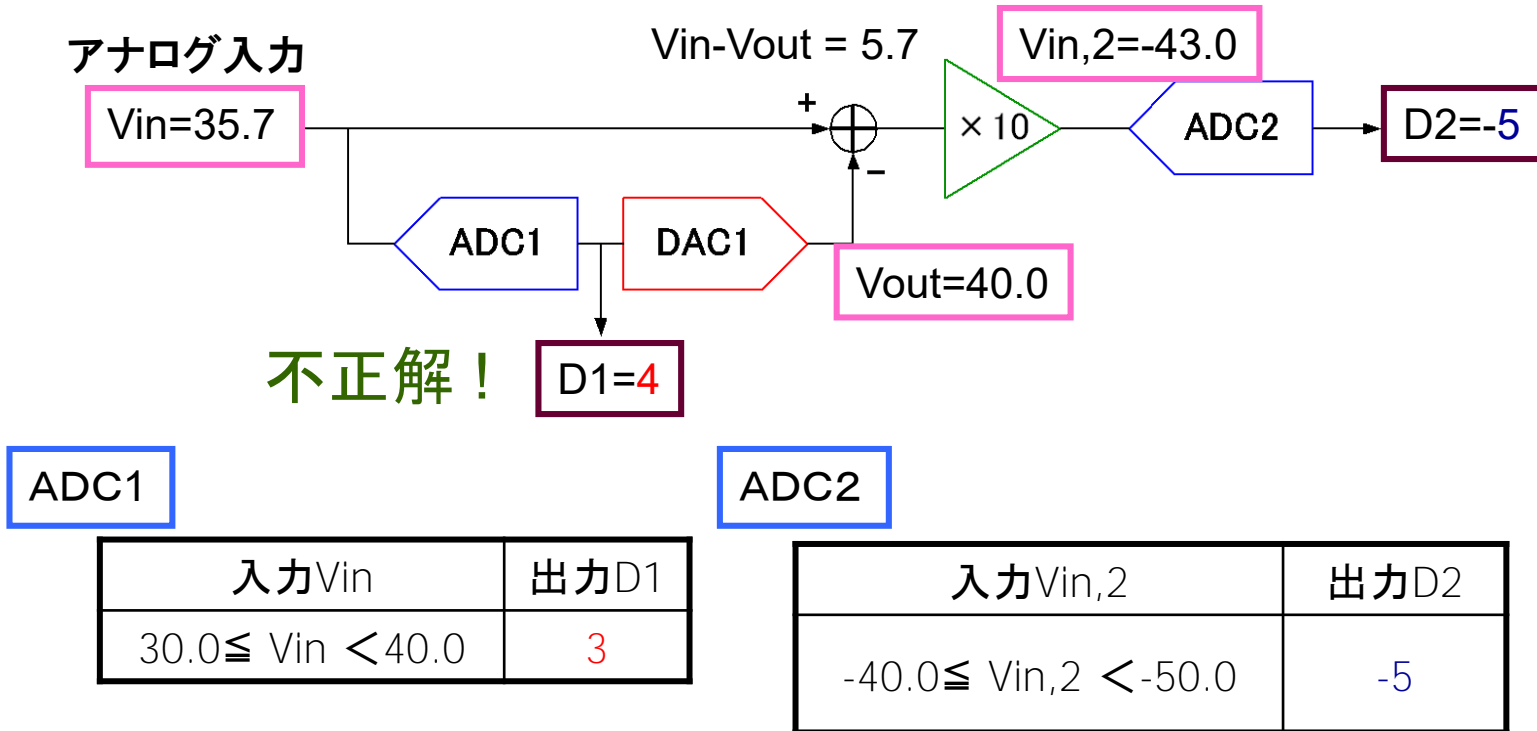 アナログ入力
Vin=35.7
Vin-Vout = 5.7
Vin,2=-43.0
+
-
×10
ADC2
D2=-5
ADC1
DAC1
Vout=40.0
不正解！
D1=4
ADC1
入力Vin 出力D1
30.0≦ Vin ＜40.0 3
ADC2
入力Vin,2 出力D2
-40.0≦ Vin,2 ＜-50.0 -5